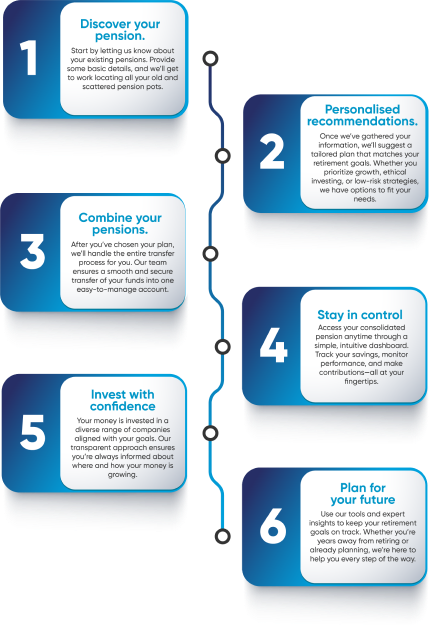 1
Discover your
pension.
Start by letting us know about
your existing pensions. Provide
some basic details, and we'll get
to work locating all your old and
scattered pension pots.
2
Personalised
recommendations.
Once we've gathered your
information, we'll suggest a
tailored plan that matches your
retirement goals. Whether you
prioritize growth, ethical
investing, or low-risk strategies,
we have options to fit your
needs.
3
Combine your
pensions.
After you've chosen your plan,
we'll handle the entire transfer
process for you. Our team
ensures a smooth and secure
transfer of your funds into one
easy-to-manage account.
4
Stay in control
Access your consolidated
pension anytime through a
simple, intuitive dashboard.
Track your savings, monitor
performance, and make
contributions—all at your
fingertips.
5
Invest with
confidence
Your money is invested in a
diverse range of companies
aligned with your goals. Our
transparent approach ensures
you're always informed about
where and how your money is
growing.
6
Plan for
your future
Use our tools and expert
insights to keep your retirement
goals on track. Whether you're
years away from retiring or
already planning, we're here to
help you every step of the way.